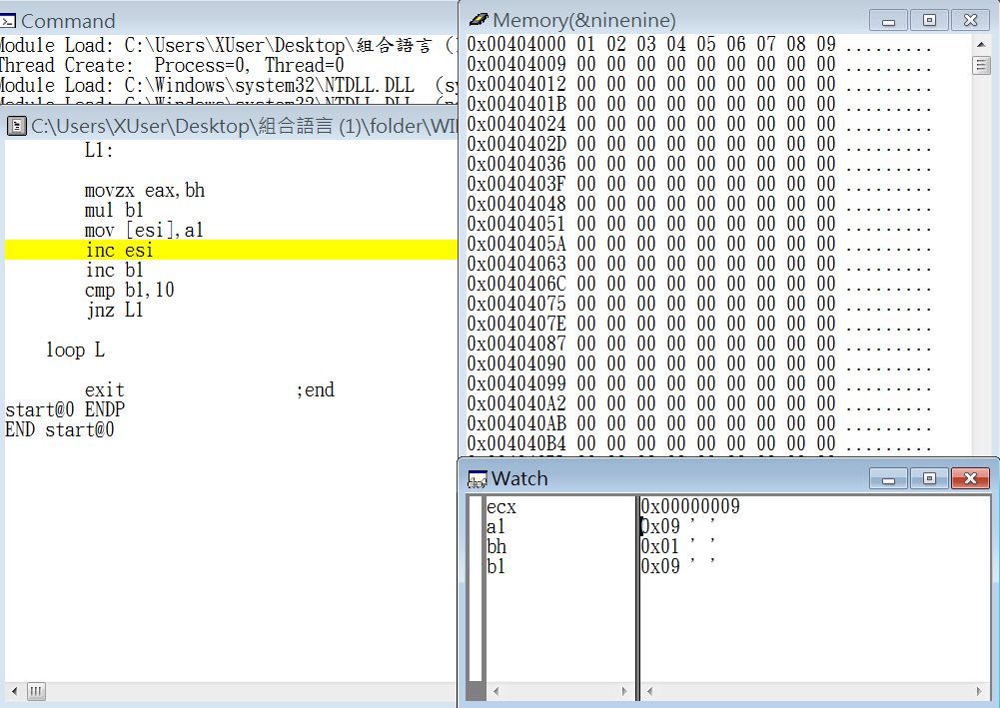 Command
Module Load: C:\Users\XUser\Desktop\組合語言 (
Thread Create:  Process=0, Thread=0
Module Load: C:\Windows\system32\NTDLL.DLL  (sy
Module Load: C:\Windows\system32\NTDLL.DLL
C:\Users\XUser\Desktop\組合語言 (1)\folder\WI
L1:
movzx eax,bh
mul bl
mov [esi],al
inc esi
inc bl
cmp bl,10
jnz L1
loop L
exit                 ;end
start@0 ENDP
END start@0
Memory(&ninenine)
0x00404000 01 02 03 04 05 06 07 08 09 .........
0x00404009 00 00 00 00 00 00 00 00 00 .........
0x00404012 00 00 00 00 00 00 00 00 00 .........
0x0040401B 00 00 00 00 00 00 00 00 00 .........
0x00404024 00 00 00 00 00 00 00 00 00 .........
0x0040402D 00 00 00 00 00 00 00 00 00 .........
0x00404036 00 00 00 00 00 00 00 00 00 .........
0x0040403F 00 00 00 00 00 00 00 00 00 .........
0x00404048 00 00 00 00 00 00 00 00 00 .........
0x00404051 00 00 00 00 00 00 00 00 00 .........
0x0040405A 00 00 00 00 00 00 00 00 00 .........
0x00404063 00 00 00 00 00 00 00 00 00 .........
0x0040406C 00 00 00 00 00 00 00 00 00 .........
0x00404075 00 00 00 00 00 00 00 00 00 .........
0x0040407E 00 00 00 00 00 00 00 00 00 .........
0x00404087 00 00 00 00 00 00 00 00 00 .........
0x00404090 00 00 00 00 00 00 00 00 00 .........
0x00404099 00 00 00 00 00 00 00 00 00 .........
0x004040A2 00 00 00 00 00 00 00 00 00 .........
0x004040AB 00 00 00 00 00 00 00 00 00 .........
0x004040B4 00 00 00 00 00 00 00 00 00 .........
Watch
ecx 0x00000009
al 0x09 ' '
bh 0x01 ' '
bl 0x09 ' '